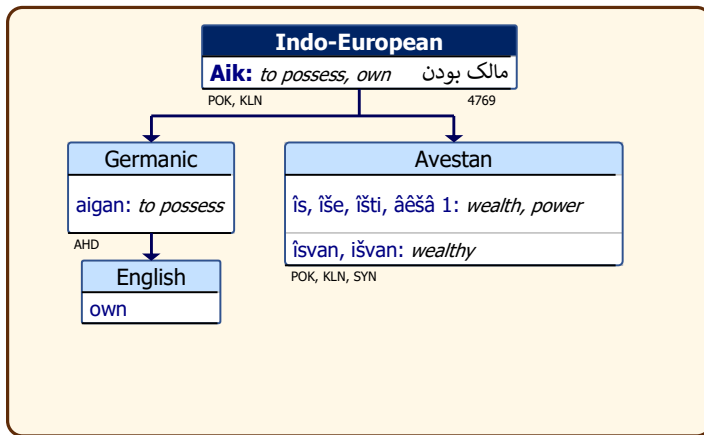 Indo-European
Aik: to possess, own مالک بودن
POK, KLN 4769
Germanic
aigan: to possess
AHD
English
own
Avestan
îs, îše, îšti, âêšâ 1: wealth, power
îsvan, išvan: wealthy
POK, KLN, SYN